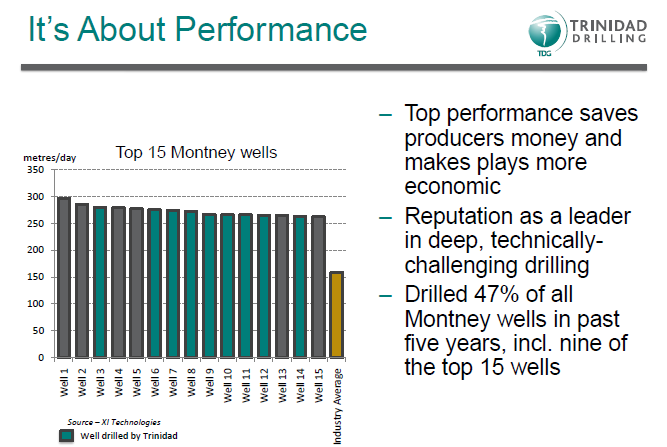 It's About Performance
TRINIDAD
DRILLING
TDG
metres/day
Top 15 Montney wells
350
300
250
200
150
100
50
0
Well 1
Well 2
Well 3
Well 4
Well 5
Well 6
Well 7
Well 8
Well 9
Well 10
Well 11
Well 12
Well 13
Well 14
Well 15
Industry Average
Source – XI Technologies
Well drilled by Trinidad
– Top performance saves
producers money and
makes plays more
economic
– Reputation as a leader
in deep, technically-
challenging drilling
– Drilled 47% of all
Montney wells in past
five years, incl. nine of
the top 15 wells